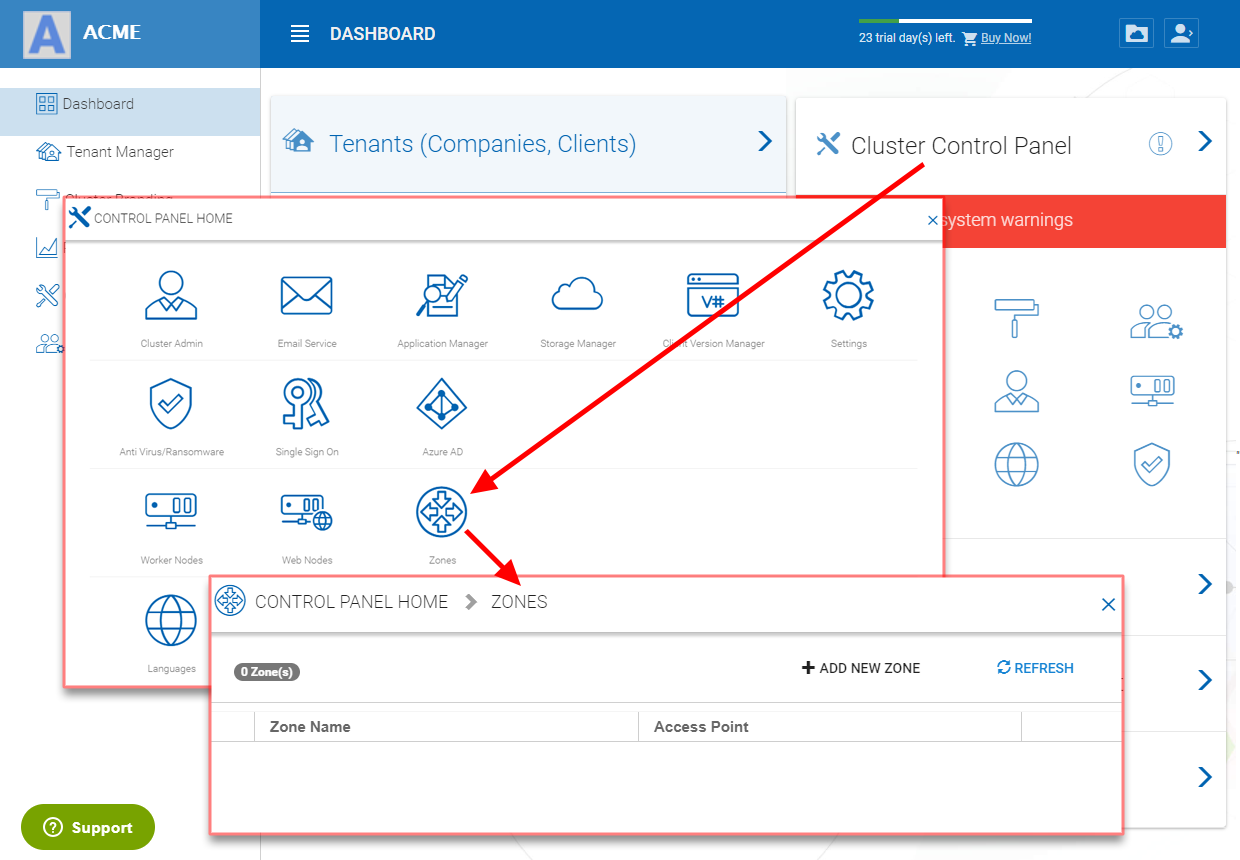 ACME
DASHBOARD
23 trial day(s) left. Buy Now!
Dashboard
Tenant Manager
Cluster Branding
Tenants (Companies, Clients)
Cluster Control Panel
system warnings
CONTROL PANEL HOME
Cluster Admin
Email Service
Application Manager
Storage Manager
V#
Client Version Manager
Settings
Anti Virus/Ransomware
Single Sign On
Azure AD
Worker Nodes
Web Nodes
Zones
Languages
CONTROL PANEL HOME > ZONES
0 Zone(s)
ADD NEW ZONE
REFRESH
Zone Name
Access Point
Support